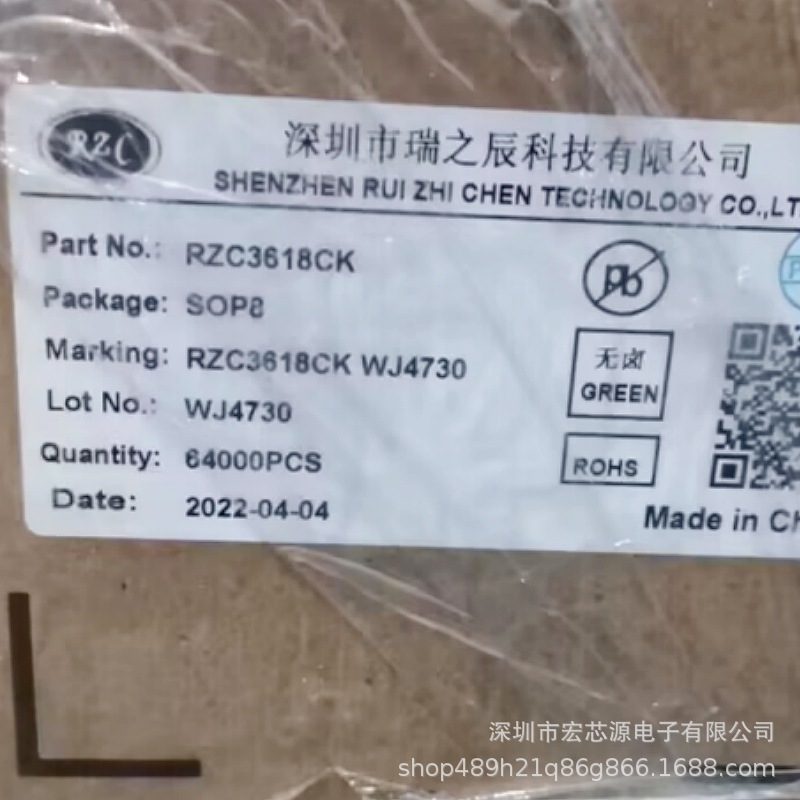 RZC
深圳市瑞之辰科技有限公司
SHENZHEN RUI ZHI CHEN TECHNOLOGY CO.,LT
Part No.: RZC3618CK
Package: SOP8
Marking: RZC3618CK WJ4730
Lot No.: WJ4730
Quantity: 64000PCS
Date: 2022-04-04
Pb
无卤
GREEN
ROHS
Made in Ch
深圳市宏芯源电子有限公司
shop489h21q86g866.1688.com